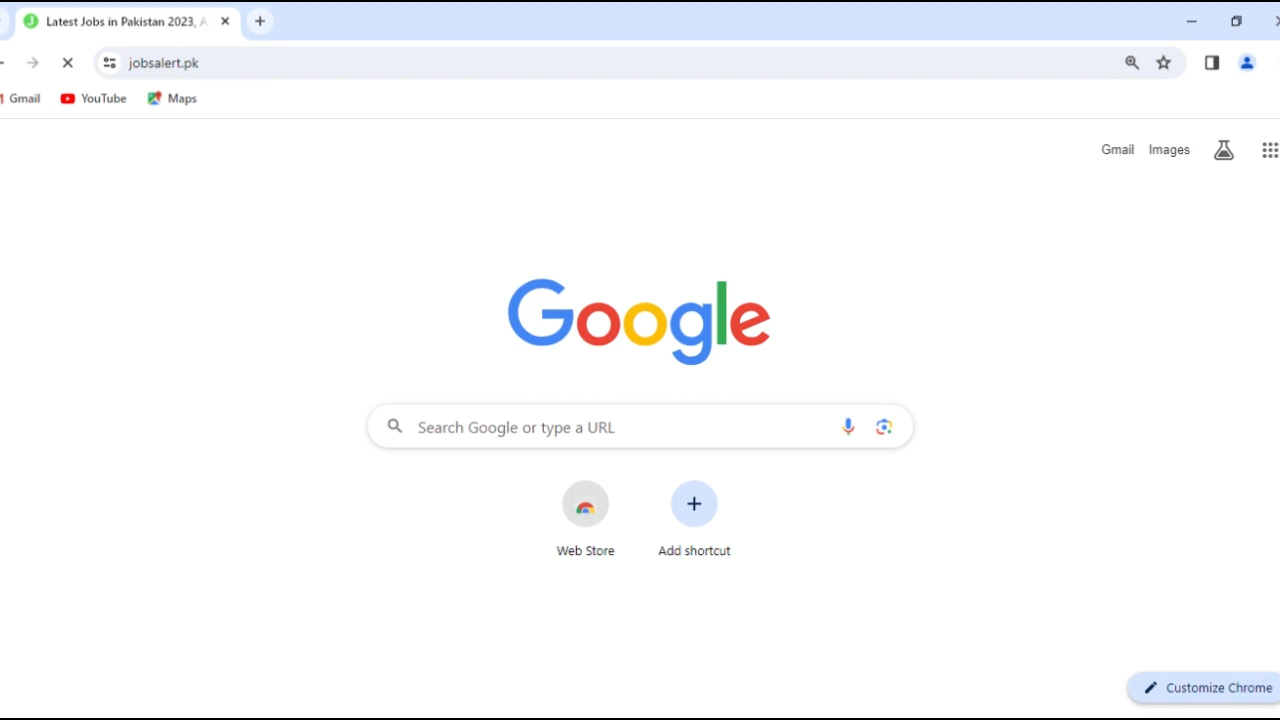 Latest Jobs in Pakistan 2023, A
jobsalert.pk
Gmail YouTube Maps
Gmail Images
Google
Search Google or type a URL
Web Store Add shortcut
Customize Chrome